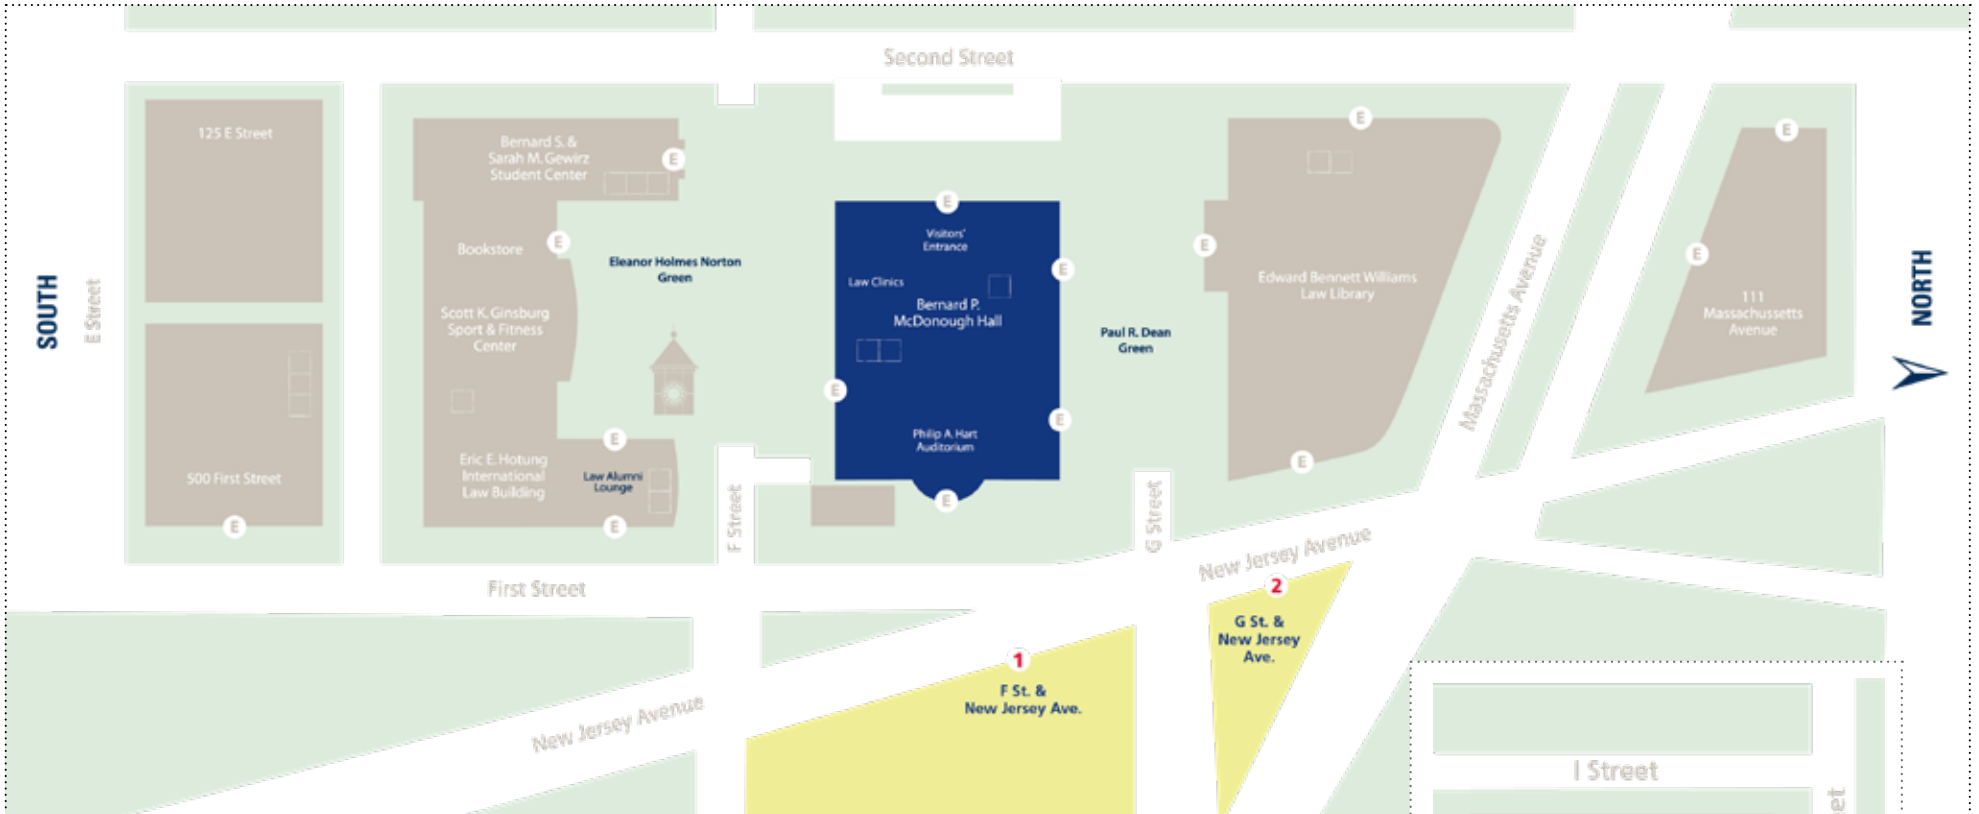 Second Street
125 E Street
Bernard S. &
Sarah M. Gewirz
Student Center
E
E
E
E
Visitors'
Entrance
Bookstore
E
Eleanor Holmes Norton
Green
Law Clinics
E
E
Edward Bennett Williams
Law Library
E
SOUTH
E Street
Scott K. Ginsburg
Sport & Fitness
Center
Bernard P.
McDonough Hall
Paul R. Dean
Green
Massachusetts Avenue
111
Massachussetts
Avenue
NORTH
E
E
E
Philip A. Hart
Auditorium
500 First Street
Eric E. Hotung
International
Law Building
Law Alumni
Lounge
E
E
E
E
F Street
G Street
First Street
New Jersey Avenue
2
G St. &
New Jersey
Ave.
1
F St. &
New Jersey Ave.
New Jersey Avenue
I Street